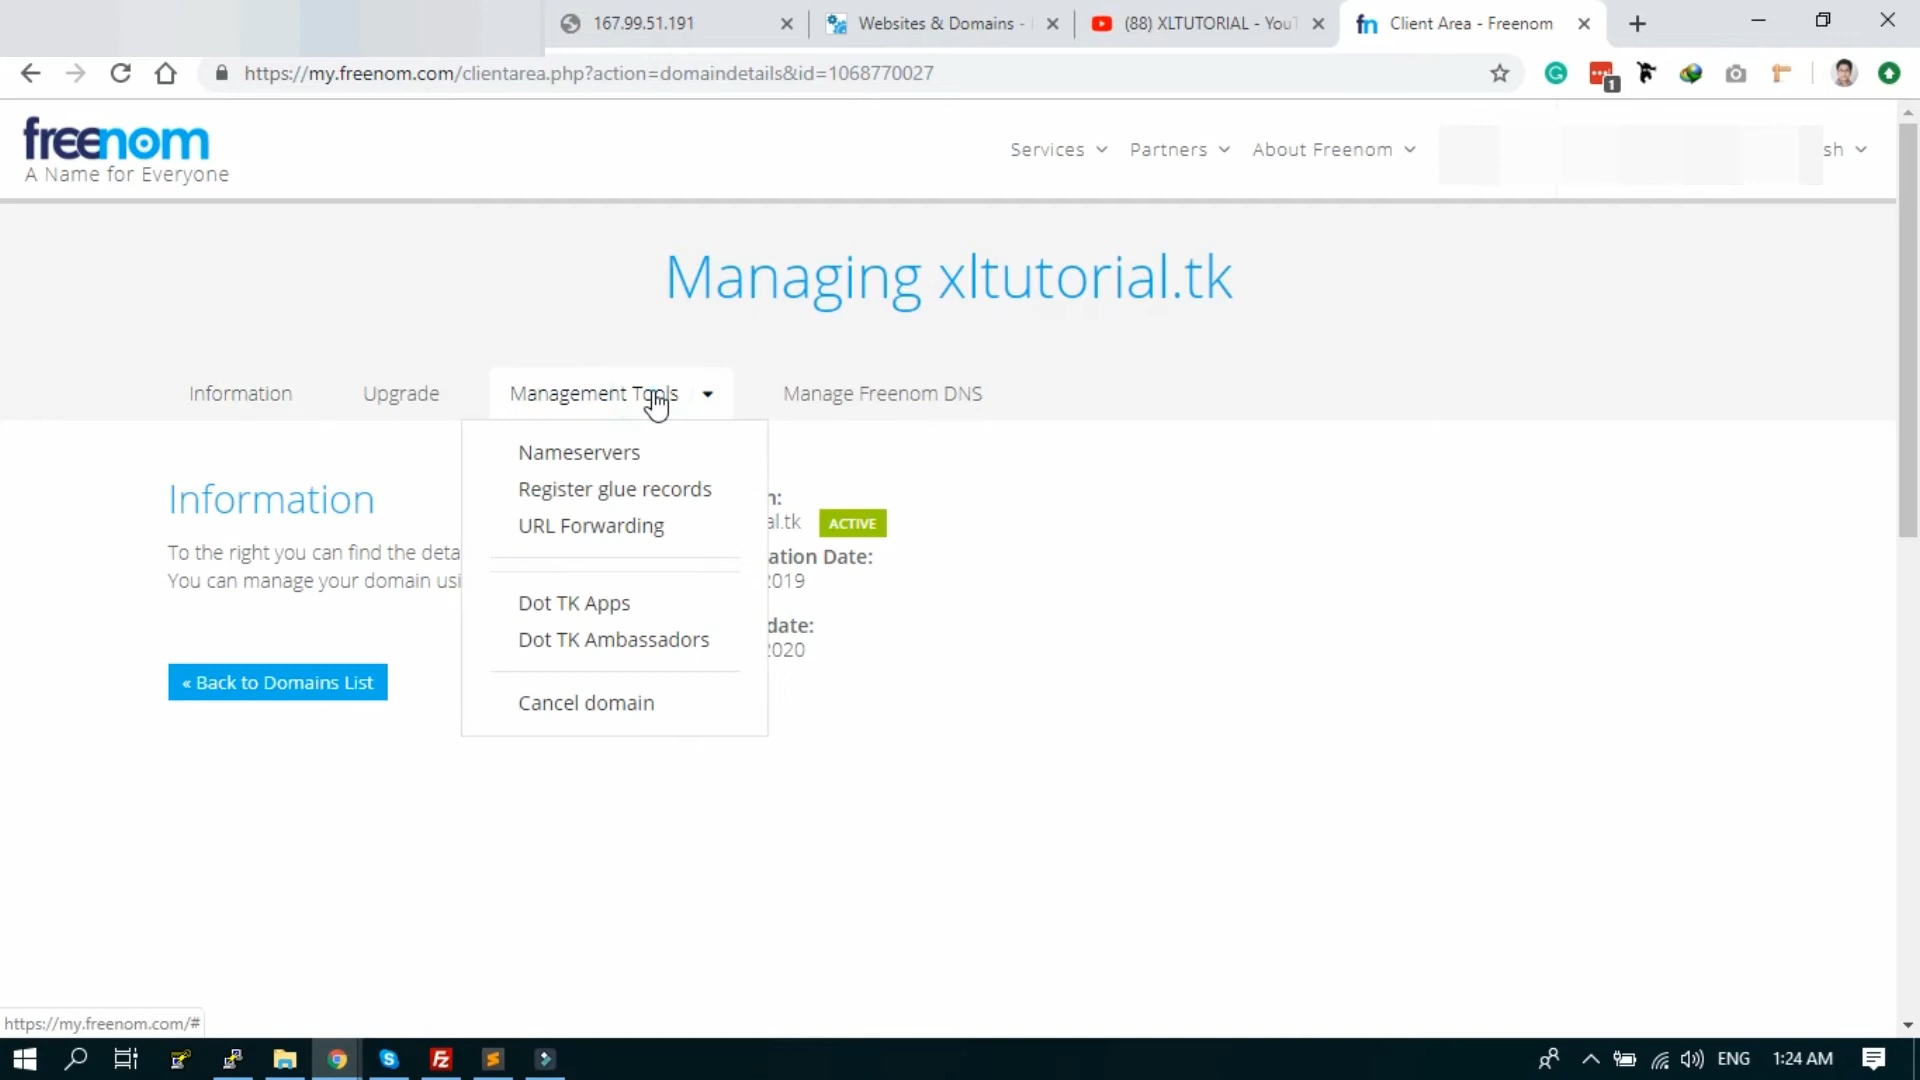 167.99.51.191
Websites & Domains -
(88) XLTUTORIAL - YouT
Client Area - Freenom
https://my.freenom.com/clientarea.php?action=domaindetails&id=1068770027
1
freenom
A Name for Everyone
Services
Partners
About Freenom
sh
Managing xltutorial.tk
Information
Upgrade
Management Tools
Manage Freenom DNS
Nameservers
Register glue records
URL Forwarding
Dot TK Apps
Dot TK Ambassadors
Cancel domain
Information
To the right you can find the deta
You can manage your domain usi
« Back to Domains List
n:
al.tk
ACTIVE
ation Date:
2019
date:
2020
https://my.freenom.com/#
ENG
1:24 AM